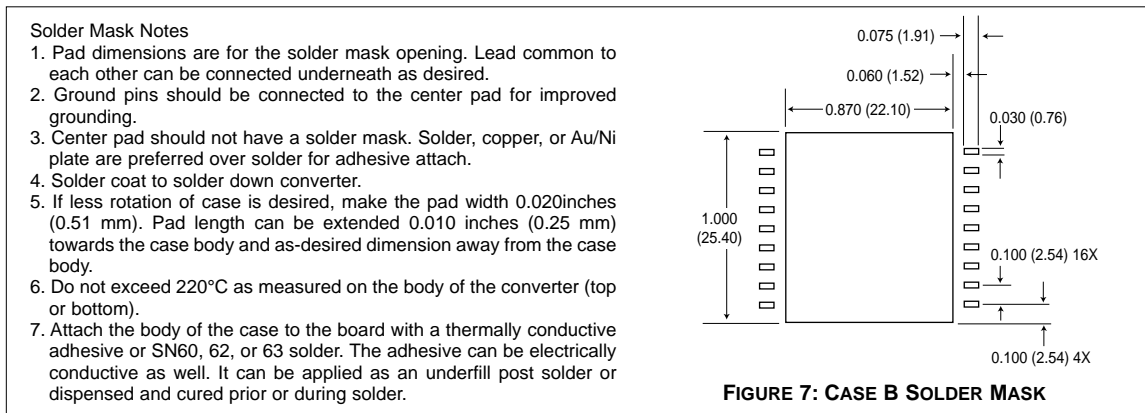 Solder Mask Notes
1. Pad dimensions are for the solder mask opening. Lead common to
each other can be connected underneath as desired.
2. Ground pins should be connected to the center pad for improved
grounding.
3. Center pad should not have a solder mask. Solder, copper, or Au/Ni
plate are preferred over solder for adhesive attach.
4. Solder coat to solder down converter.
5. If less rotation of case is desired, make the pad width 0.020inches
(0.51 mm). Pad length can be extended 0.010 inches (0.25 mm)
towards the case body and as-desired dimension away from the case
body.
6. Do not exceed 220°C as measured on the body of the converter (top
or bottom).
7. Attach the body of the case to the board with a thermally conductive
adhesive or SN60, 62, or 63 solder. The adhesive can be electrically
conductive as well. It can be applied as an underfill post solder or
dispensed and cured prior or during solder.
0.075 (1.91)
0.060 (1.52)
0.870 (22.10)
0.030 (0.76)
1.000
(25.40)
0.100 (2.54) 16X
0.100 (2.54) 4X
FIGURE 7: CASE B SOLDER MASK